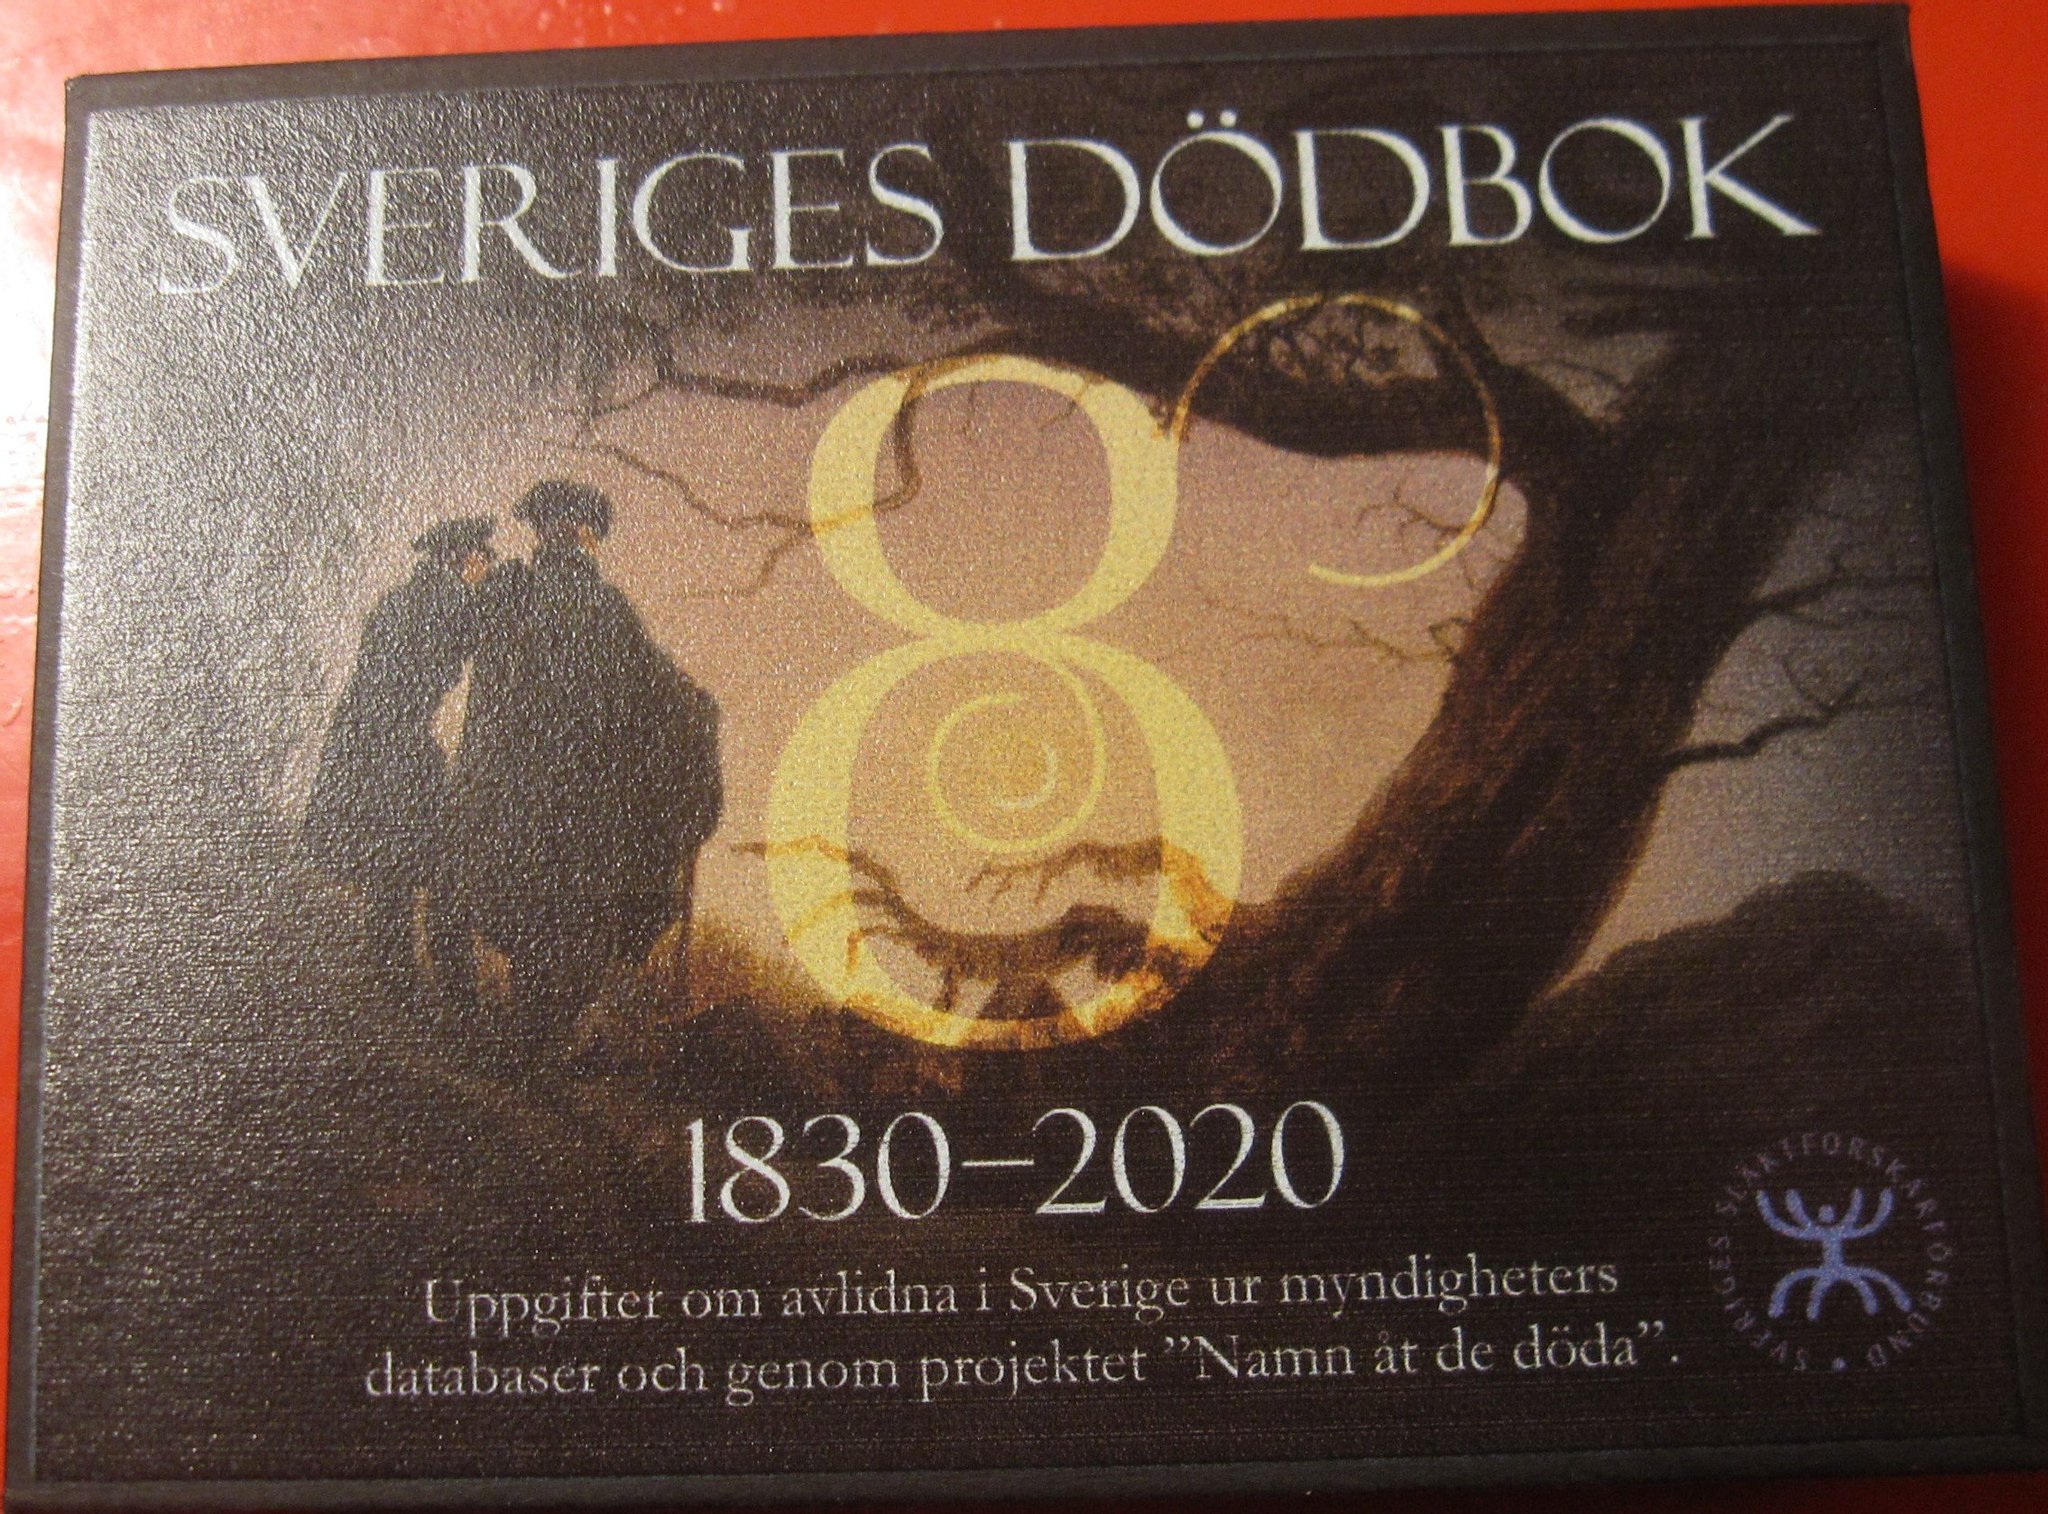 SVERIGES DÖDBOK
8
1830–2020
Uppgifter om avlidna i Sverige ur myndigheters
databaser och genom projektet ”Namn åt de döda”.
SVERIGES SLÄKTFORSKARFÖRBUND